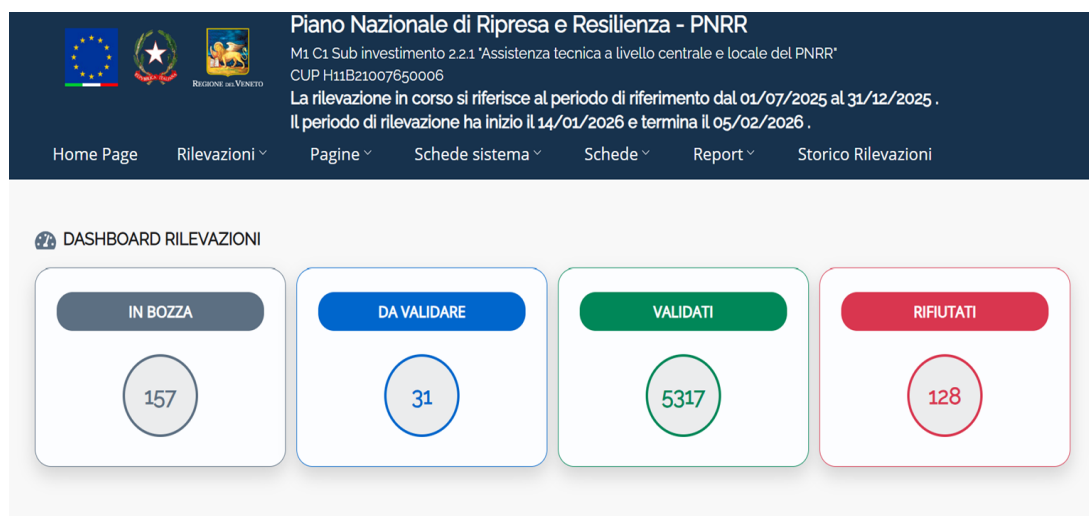 Piano Nazionale di Ripresa e Resilienza - PNRR
M1 C1 Sub investimento 2.2.1 "Assistenza tecnica a livello centrale e locale del PNRR"
CUP H11B21007650006
La rilevazione in corso si riferisce al periodo di riferimento dal 01/07/2025 al 31/12/2025 .
Il periodo di rilevazione ha inizio il 14/01/2026 e termina il 05/02/2026 .
REGIONE DEL VENETO
Home Page Rilevazioni Pagine Schede sistema Schede Report Storico Rilevazioni
DASHBOARD RILEVAZIONI
IN BOZZA
157
DA VALIDARE
31
VALIDATI
5317
RIFIUTATI
128